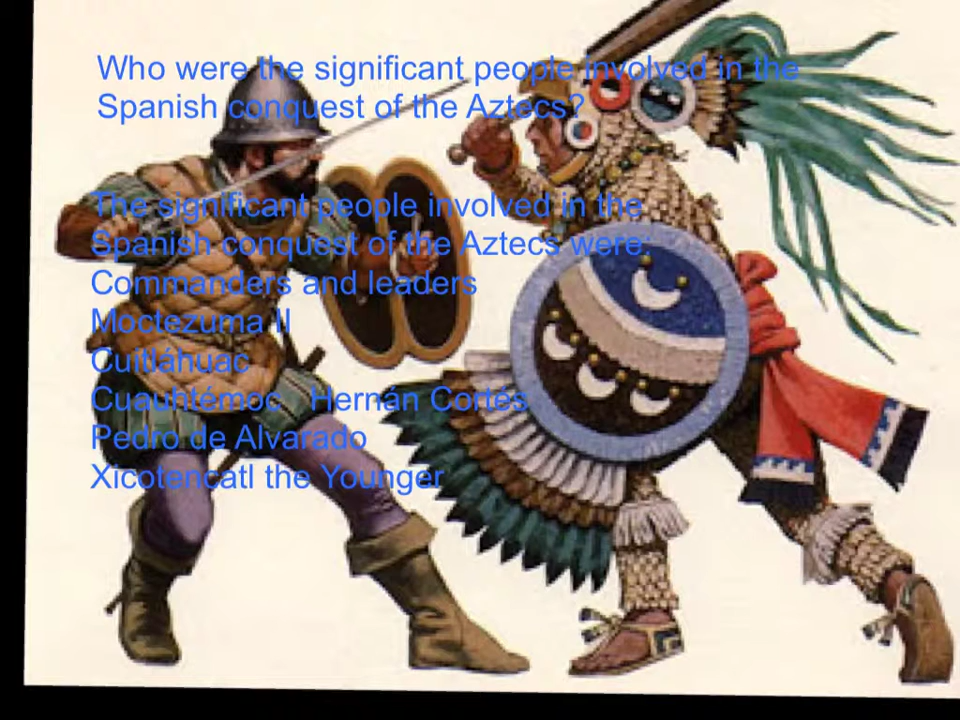 Who were the significant people involved in the
Spanish conquest of the Aztecs?
The significant people involved in the
Spanish conquest of the Aztecs were:
Commanders and leaders
Moctezuma II
Cuitláhuac
Cuauhtémoc Hernán Cortés
Pedro de Alvarado
Xicotencatl the Younger